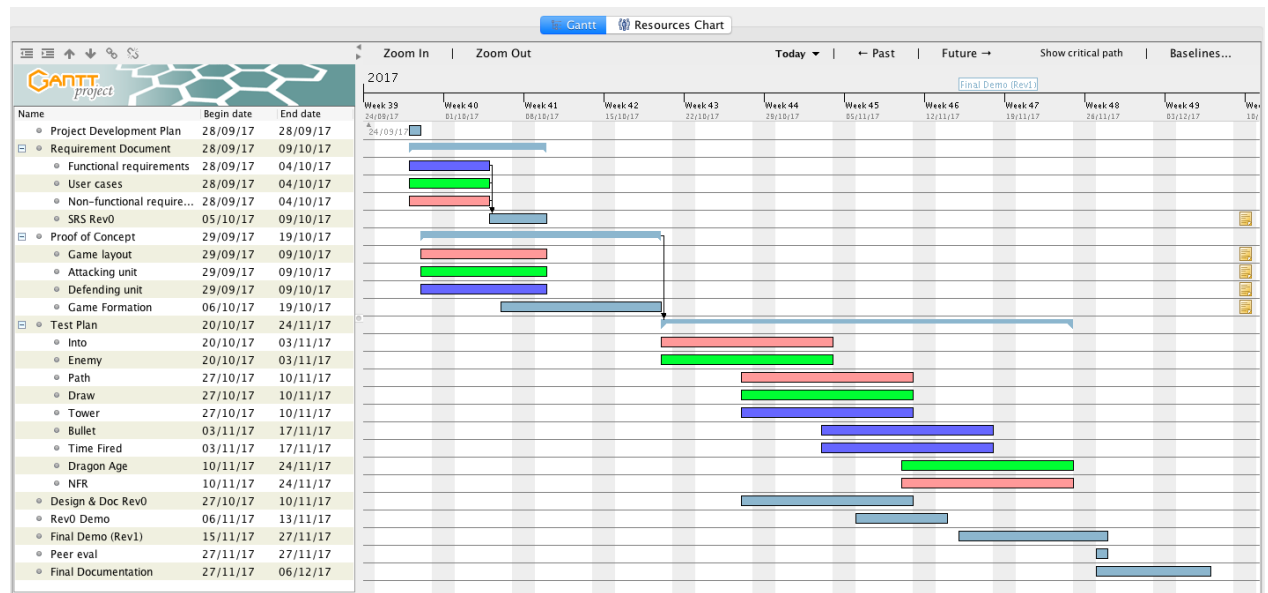 Gantt Resources Chart
Zoom In | Zoom Out Today | ← Past | Future → Show critical path | Baselines...
GANTT
project
2017
Final Demo (Rev1)
Week 39 Week 40 Week 41 Week 42 Week 43 Week 44 Week 45 Week 46 Week 47 Week 48 Week 49
24/09/17 01/10/17 08/10/17 15/10/17 22/10/17 29/10/17 05/11/17 12/11/17 19/11/17 26/11/17 03/12/17 10/
Name Begin date End date
24/09/17
Project Development Plan 28/09/17 28/09/17
Requirement Document 28/09/17 09/10/17
Functional requirements 28/09/17 04/10/17
User cases 28/09/17 04/10/17
Non-functional require... 28/09/17 04/10/17
SRS Rev0 05/10/17 09/10/17
Proof of Concept 29/09/17 19/10/17
Game layout 29/09/17 09/10/17
Attacking unit 29/09/17 09/10/17
Defending unit 29/09/17 09/10/17
Game Formation 06/10/17 19/10/17
Test Plan 20/10/17 24/11/17
Into 20/10/17 03/11/17
Enemy 20/10/17 03/11/17
Path 27/10/17 10/11/17
Draw 27/10/17 10/11/17
Tower 27/10/17 10/11/17
Bullet 03/11/17 17/11/17
Time Fired 03/11/17 17/11/17
Dragon Age 10/11/17 24/11/17
NFR 10/11/17 24/11/17
Design & Doc Rev0 27/10/17 10/11/17
Rev0 Demo 06/11/17 13/11/17
Final Demo (Rev1) 15/11/17 27/11/17
Peer eval 27/11/17 27/11/17
Final Documentation 27/11/17 06/12/17